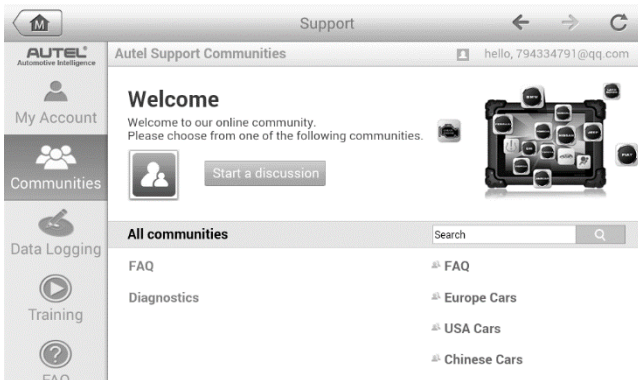 M
Support
AUTEL®
Automotive Intelligence
Autel Support Communities
hello, 794334791@qq.com
My Account
Communities
Data Logging
Training
FAQ
Welcome
Welcome to our online community.
Please choose from one of the following communities.
Start a discussion
All communities
Search
FAQ
Diagnostics
FAQ
Europe Cars
USA Cars
Chinese Cars